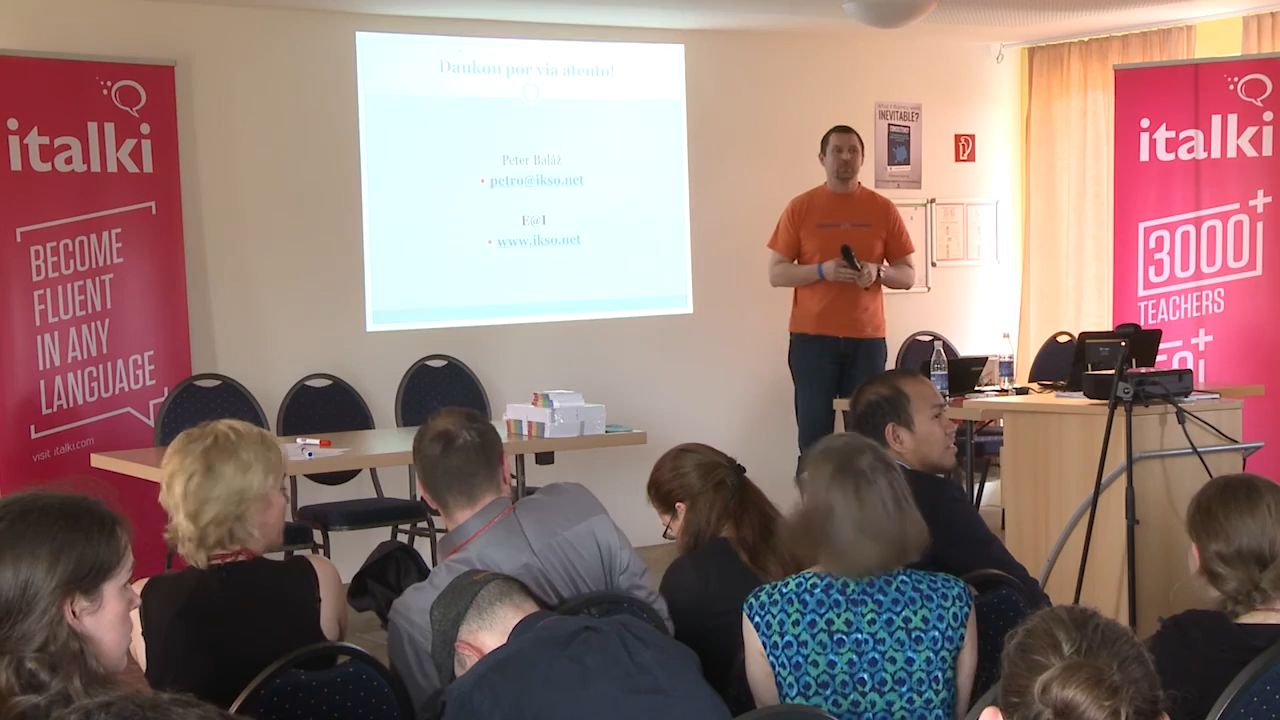 italki
BECOME
FLUENT
IN ANY
LANGUAGE
visit italki.com
Dankon por via atento!
Peter Baláž
• petro@ikso.net
E@I
• www.ikso.net
INEVITABLE?
italki
3000+
TEACHERS